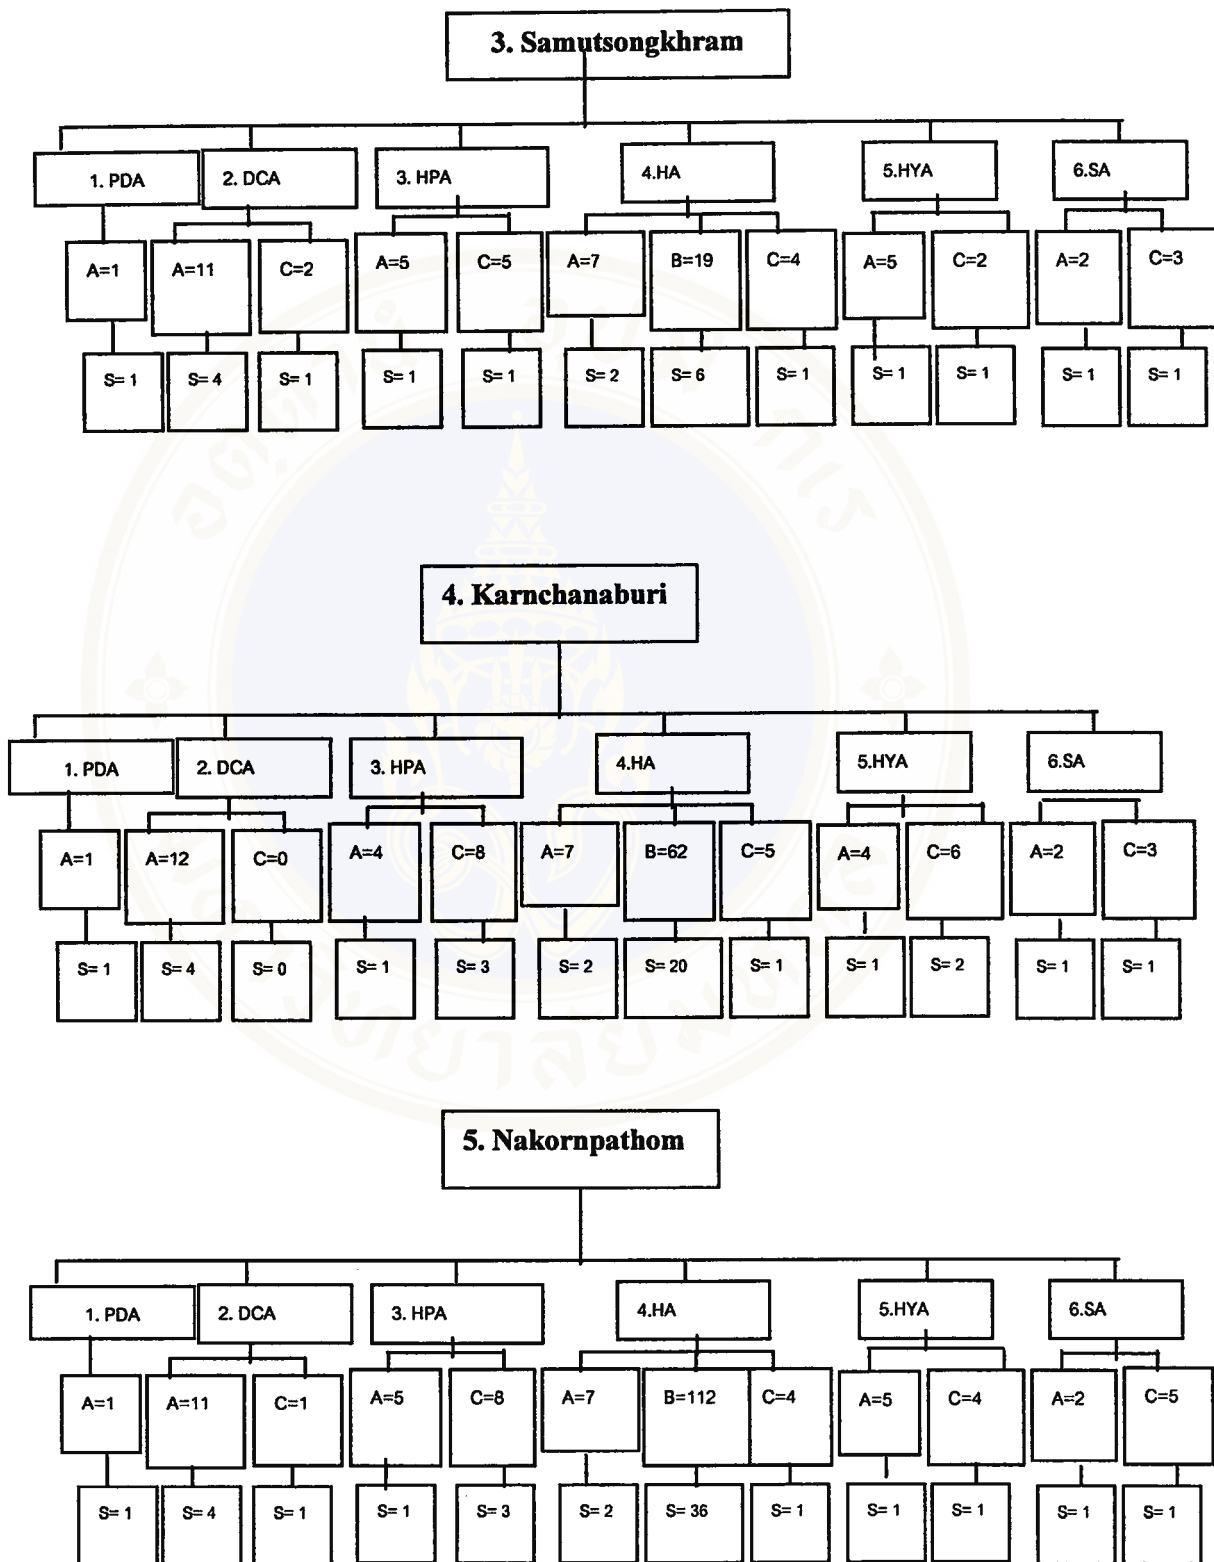 3. Samutsongkhram
1. PDA 2. DCA 3. HPA 4.HA 5.HYA 6.SA
A=1 A=11 C=2 A=5 C=5 A=7 B=19 C=4 A=5 C=2 A=2 C=3
S= 1 S= 4 S= 1 S= 1 S= 1 S= 2 S= 6 S= 1 S= 1 S= 1 S= 1 S= 1
4. Karnchanaburi
1. PDA 2. DCA 3. HPA 4.HA 5.HYA 6.SA
A=1 A=12 C=0 A=4 C=8 A=7 B=62 C=5 A=4 C=6 A=2 C=3
S= 1 S= 4 S= 0 S= 1 S= 3 S= 2 S= 20 S= 1 S= 1 S= 2 S= 1 S= 1
5. Nakornpathom
1. PDA 2. DCA 3. HPA 4.HA 5.HYA 6.SA
A=1 A=11 C=1 A=5 C=8 A=7 B=112 C=4 A=5 C=4 A=2 C=5
S= 1 S= 4 S= 1 S= 1 S= 3 S= 2 S= 36 S= 1 S= 1 S= 1 S= 1 S= 1